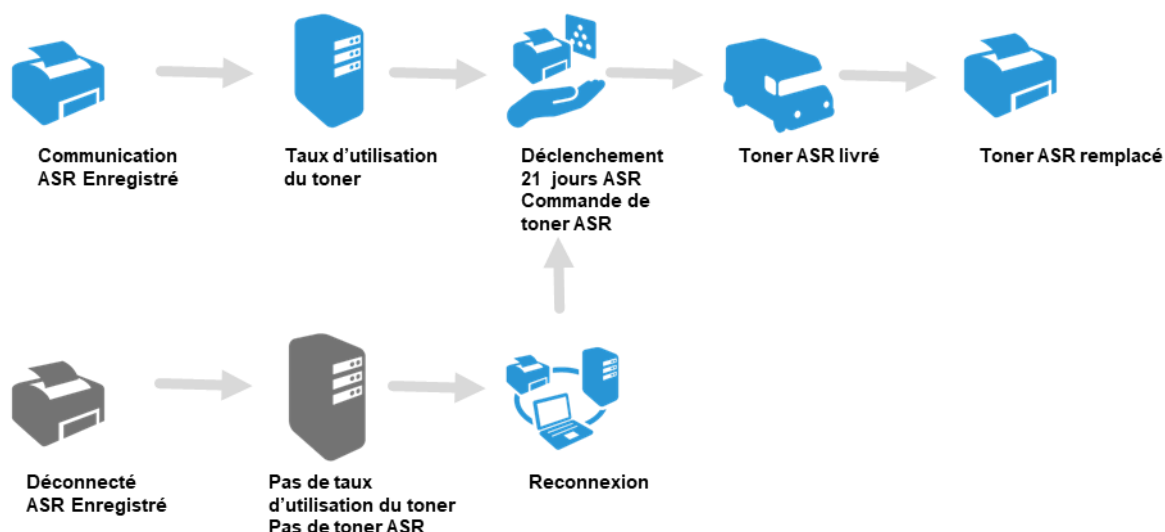 Communication
ASR Enregistré
Taux d'utilisation
du toner
Déclenchement
21 jours ASR
Commande de
toner ASR
Toner ASR livré
Toner ASR remplacé
Déconnecté
ASR Enregistré
Pas de taux
d'utilisation du toner
Pas de toner ASR
Reconnexion